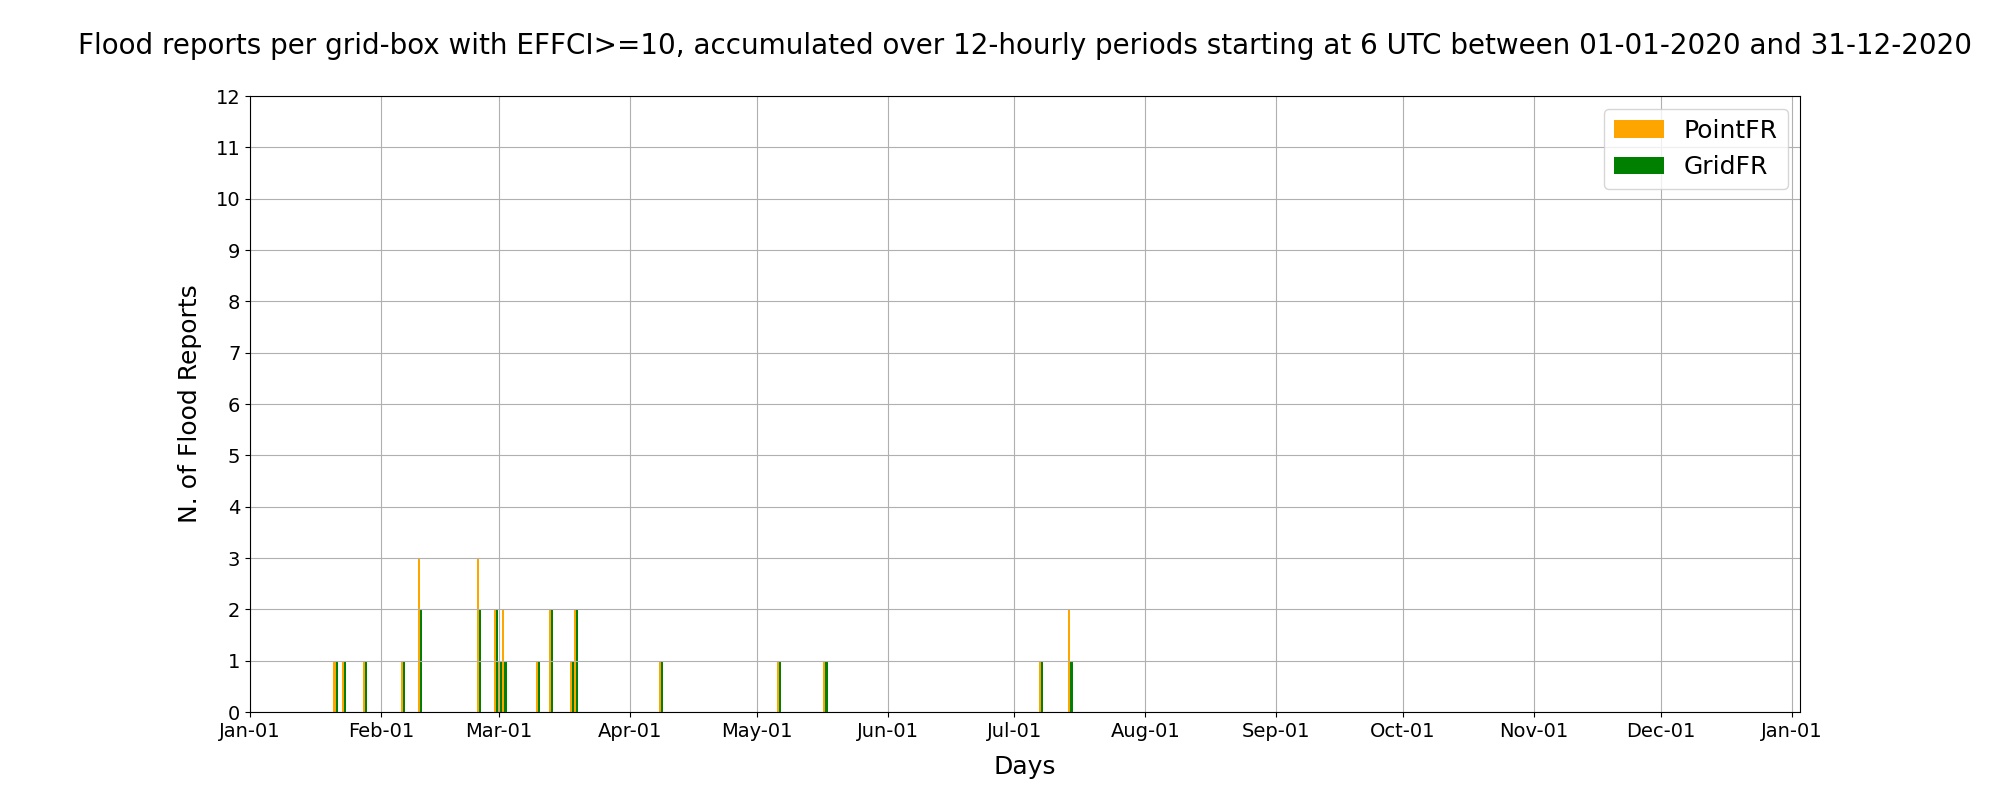 Flood reports per grid-box with EFFCI>=10, accumulated over 12-hourly periods starting at 6 UTC between 01-01-2020 and 31-12-2020
PointFR
GridFR
N. of Flood Reports
12
11
10
9
8
7
6
5
4
3
2
1
0
Jan-01 Feb-01 Mar-01 Apr-01 May-01 Jun-01 Jul-01 Aug-01 Sep-01 Oct-01 Nov-01 Dec-01 Jan-01
Days